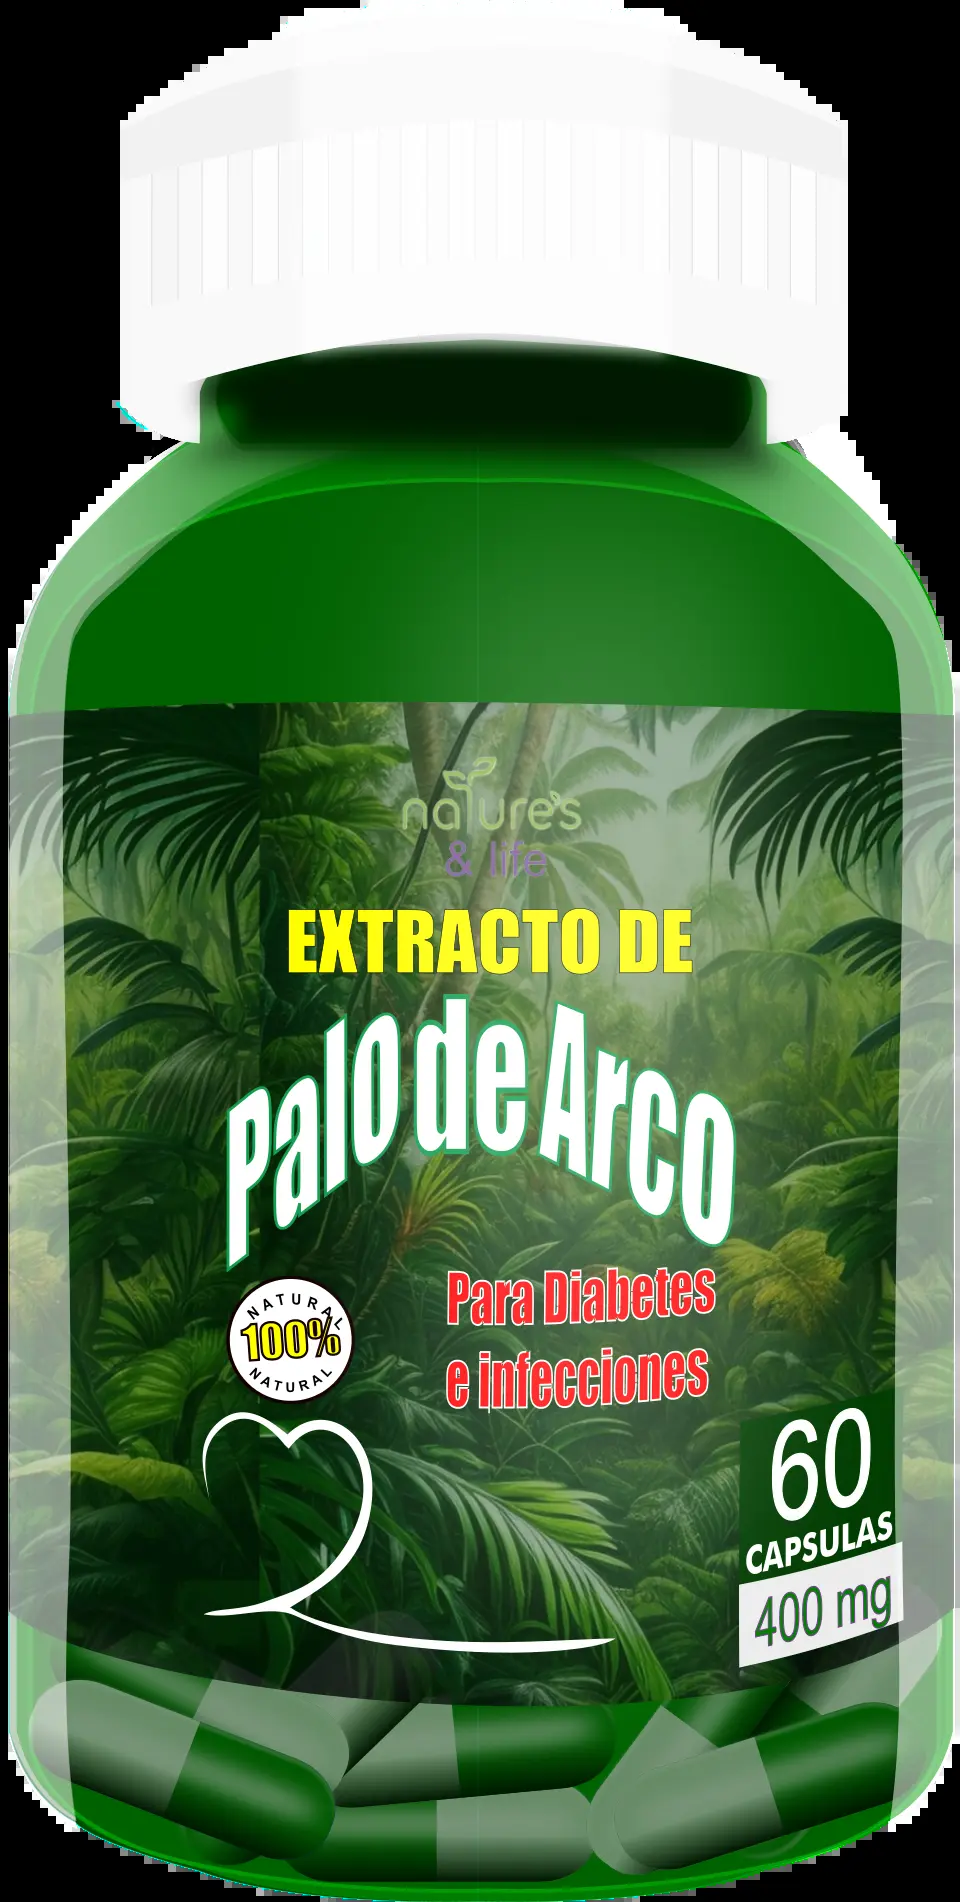 nature's
& life
EXTRACTO DE
Palo de Arco
Para Diabetes
e infecciones
NATURAL
100%
NATURAL
60
CAPSULAS
400 mg